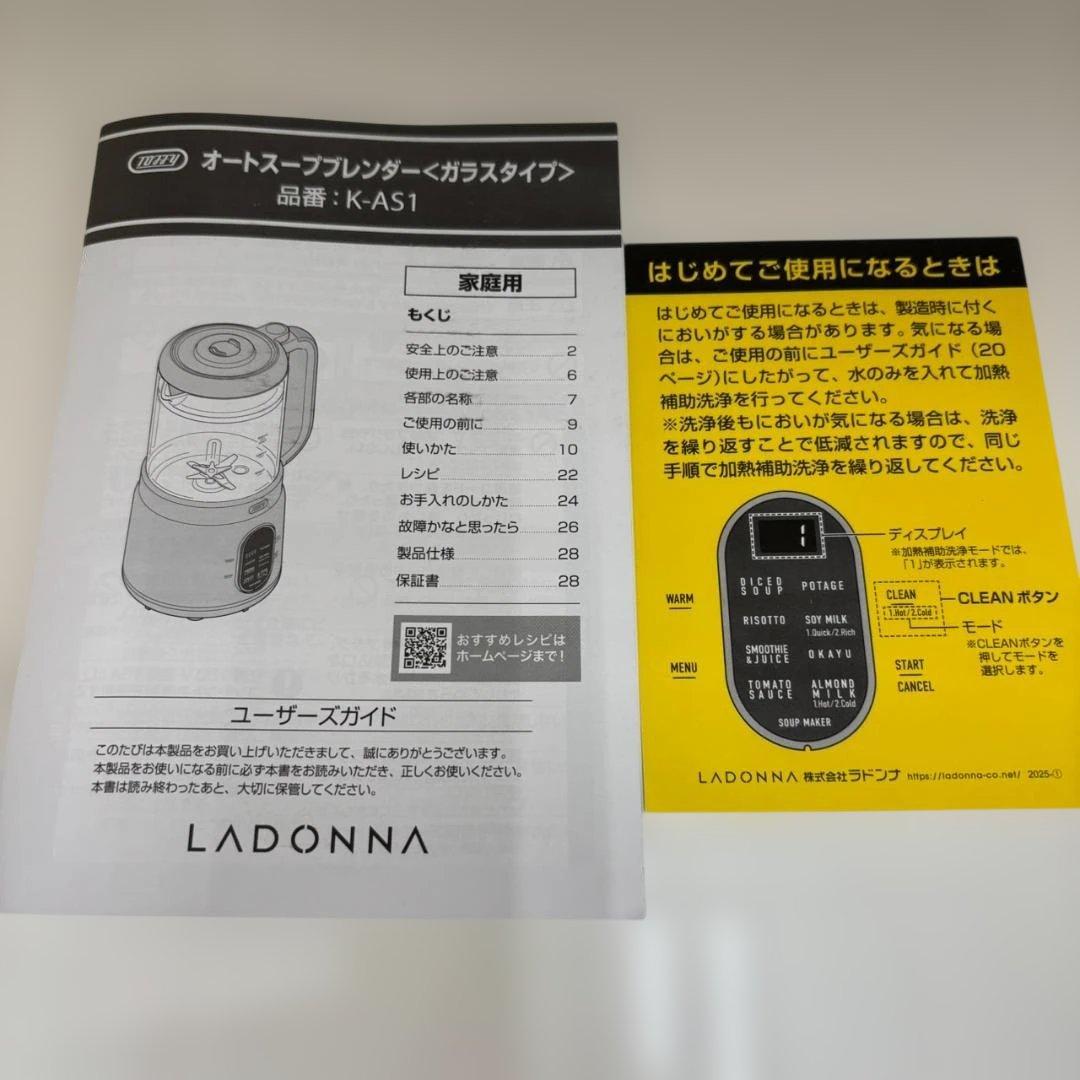 TOFFY オートスープブレンダー<ガラスタイプ>
品番:K-AS1
家庭用
もくじ
安全上のご注意 2
使用上のご注意 6
各部の名称 7
ご使用の前に 9
使いかた 10
レシピ 22
お手入れのしかた 24
故障かなと思ったら 26
製品仕様 28
保証書 28
おすすめレシピは
ホームページまで!
ユーザーズガイド
このたびは本製品をお買い上げいただきまして、誠にありがとうございます。
本製品をお使いになる前に必ず本書をお読みいただき、正しくお使いください。
本書は読み終わったあと、大切に保管してください。
LADONNA
はじめてご使用になるときは
はじめてご使用になるときは、製造時に付く
においがする場合があります。気になる場
合は、ご使用の前にユーザーズガイド(20
ページ)にしたがって、水のみを入れて加熱
補助洗浄を行ってください。
※洗浄後もにおいが気になる場合は、洗浄
を繰り返すことで低減されますので、同じ
手順で加熱補助洗浄を繰り返してください。
1
ディスプレイ
※加熱補助洗浄モードでは、
「1」が表示されます。
WARM
MENU
DICED
SOUP
POTAGE
RISOTTO
SOY MILK
1.Quick/2.Rich
SMOOTHIE
&JUICE
OKAYU
TOMATO
SAUCE
ALMOND
MILK
1.Hot/2.Cold
SOUP MAKER
CLEAN
1.Hot/2.Cold
CLEANボタン
モード
※CLEANボタンを
押してモードを
選択します。
START
CANCEL
LADONNA 株式会社ラドンナ https://ladonna-co.net/ 2025-①